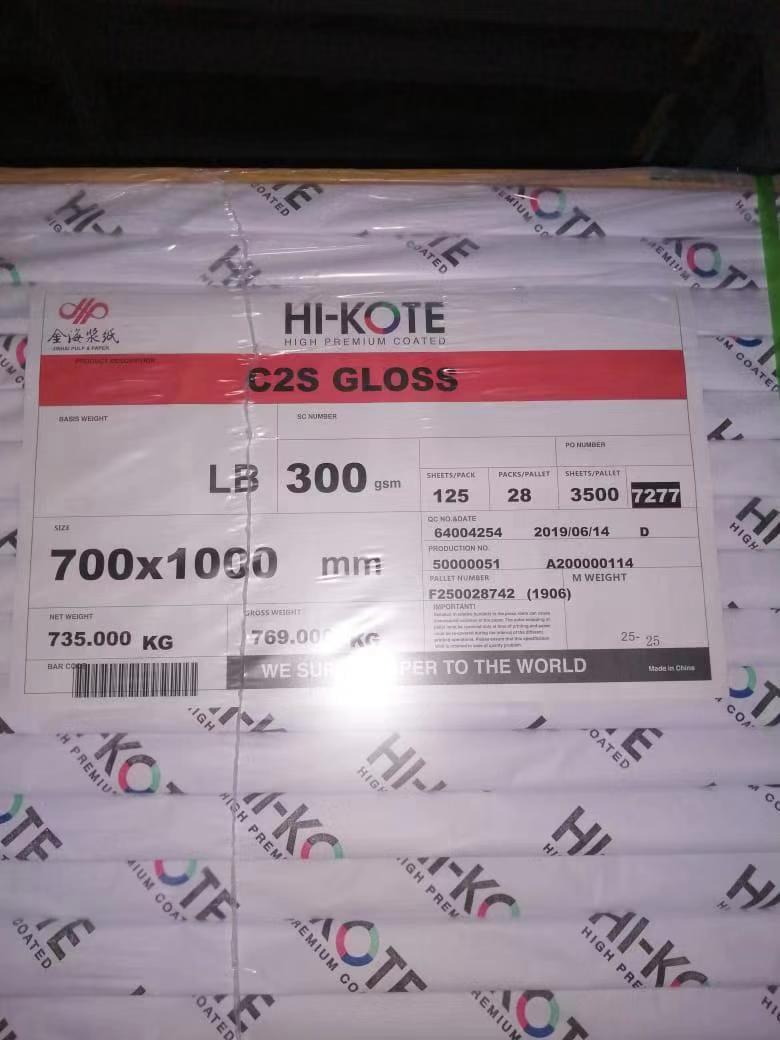 HI-KOTE
HIGH PREMIUM COATED
金海浆纸
JINHAI PULP & PAPER
PRODUCT DESCRIPTION
C2S GLOSS
BASIS WEIGHT
SC NUMBER
LB 300 gsm
PO NUMBER
SHEETS/PACK PACKS/PALLET SHEETS/PALLET
125 28 3500 7277
SIZE
700x1000 mm
QC NO.&DATE
64004254 2019/06/14 D
PRODUCTION NO.
50000051 A200000114
PALLET NUMBER M WEIGHT
F250028742 (1906)
NET WEIGHT GROSS WEIGHT
735.000 KG 769.000 KG
IMPORTANT!
25- 25
BAR CODE
WE SUPPLY PAPER TO THE WORLD
Made in China
HI-KOTE
HIGH PREMIUM COATED